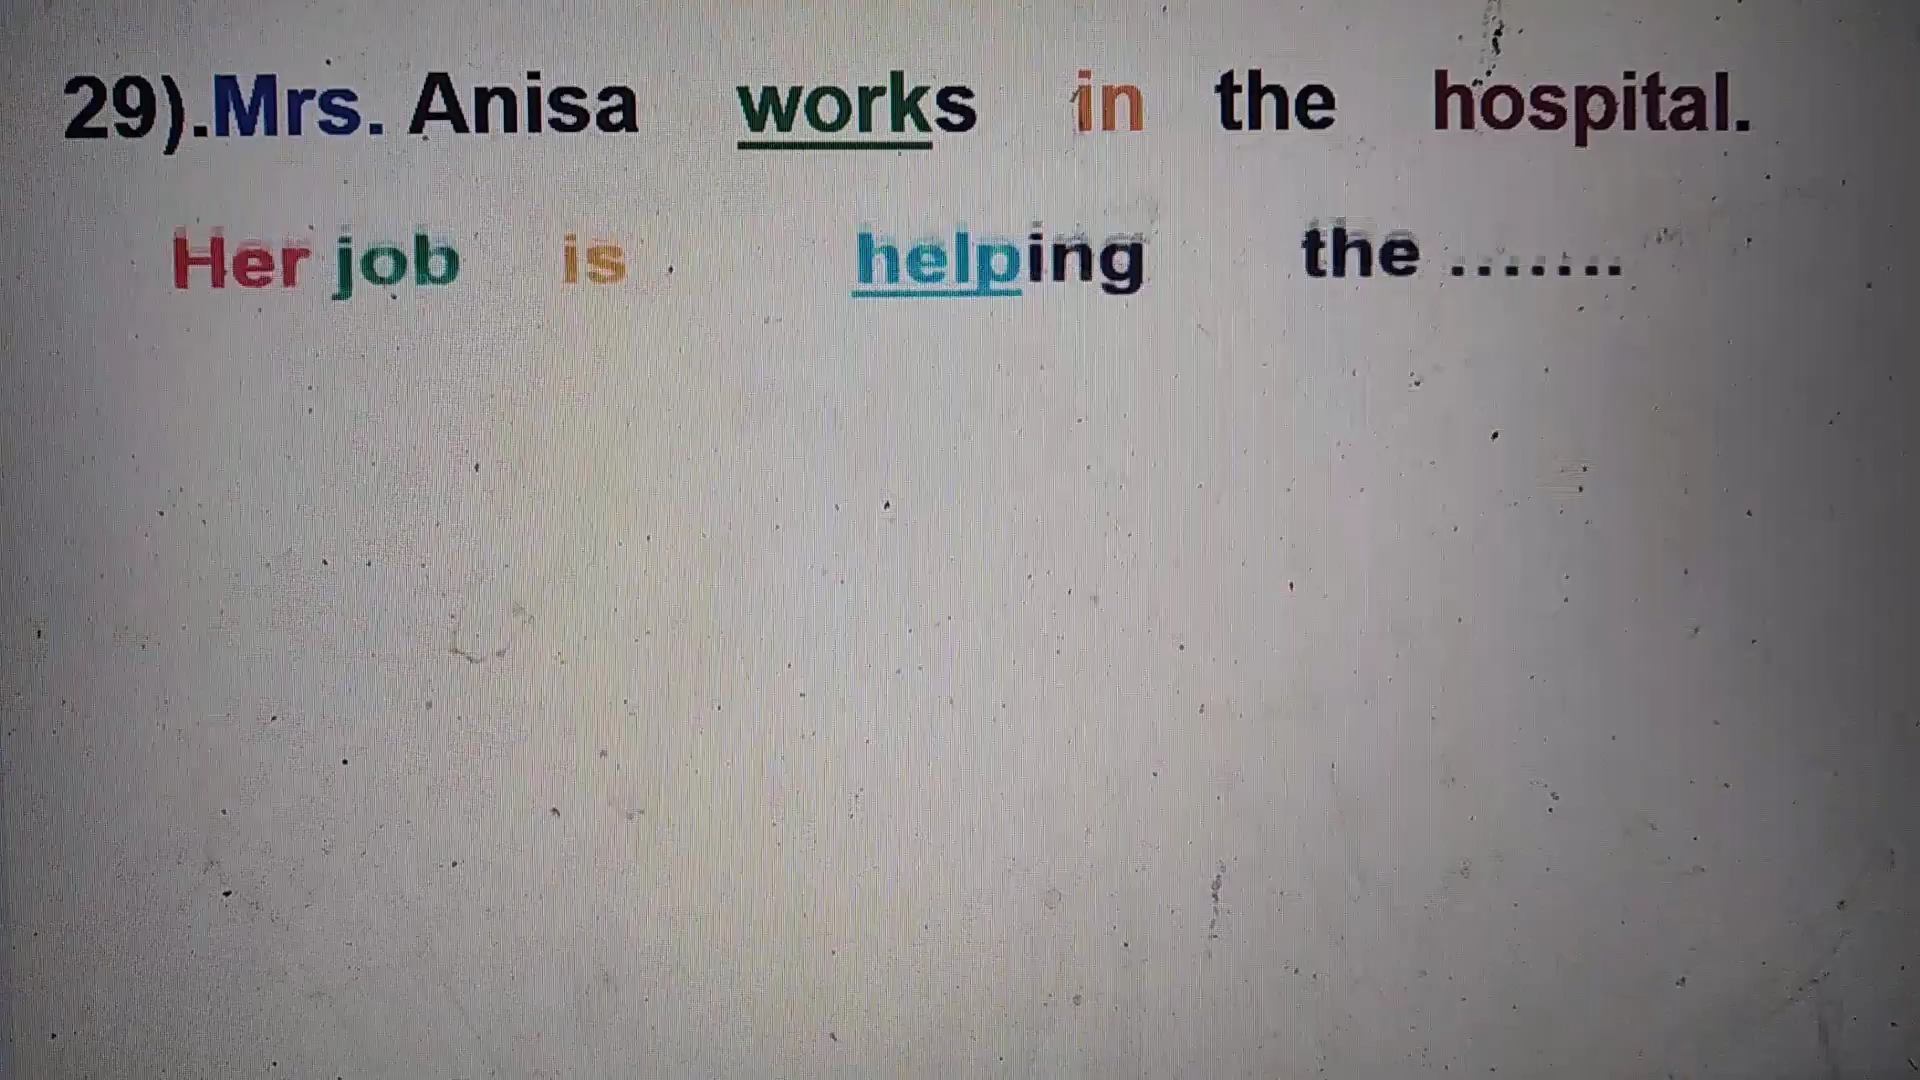 29).Mrs. Anisa works in the hospital.
Her job is helping the .......